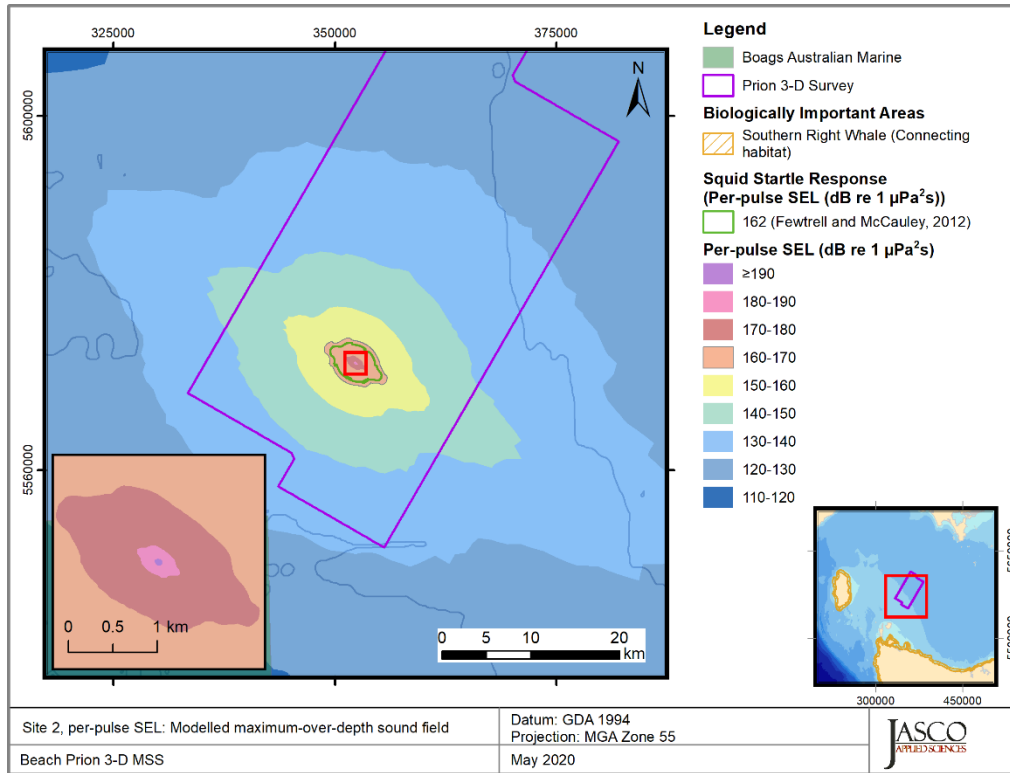 325000
350000
375000
5600000
5560000
N
0
0.5
1 km
0
5
10
20
km
Legend
Boags Australian Marine
Prion 3-D Survey
Biologically Important Areas
Southern Right Whale (Connecting
habitat)
Squid Startle Response
(Per-pulse SEL (dB re 1 µPa²s))
162 (Fewtrell and McCauley, 2012)
Per-pulse SEL (dB re 1 µPa²s)
≥190
180-190
170-180
160-170
150-160
140-150
130-140
120-130
110-120
5650000
5500000
300000
450000
Site 2, per-pulse SEL: Modelled maximum-over-depth sound field
Datum: GDA 1994
Projection: MGA Zone 55
Beach Prion 3-D MSS
May 2020
JASCO
APPLIED SCIENCES